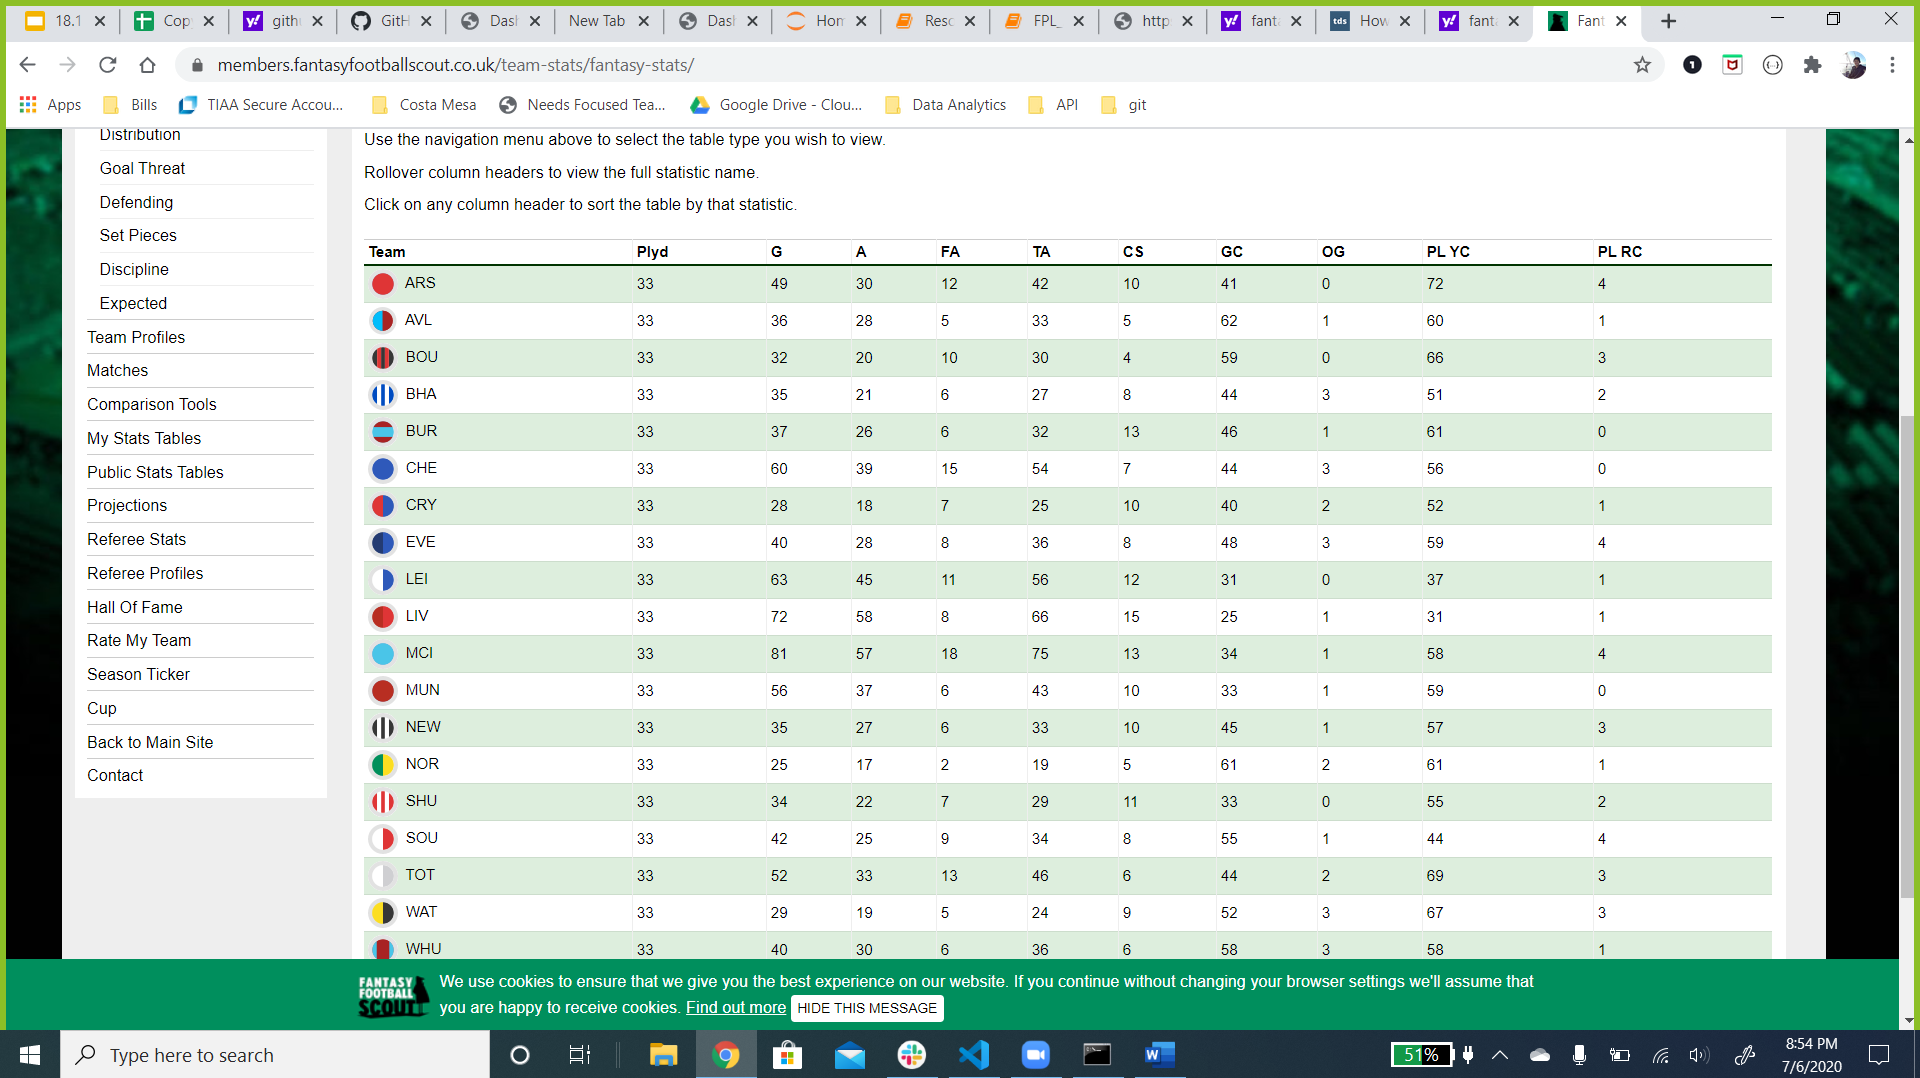 18.1 Cop githu GitH Dash New Tab Dash Hom Reso FPL_ http fanta How fanta Fant
members.fantasyfootballscout.co.uk/team-stats/fantasy-stats/
Apps Bills TIAA Secure Accou... Costa Mesa Needs Focused Tea... Google Drive - Clou... Data Analytics API git
Distribution
Goal Threat
Defending
Set Pieces
Discipline
Expected
Team Profiles
Matches
Comparison Tools
My Stats Tables
Public Stats Tables
Projections
Referee Stats
Referee Profiles
Hall Of Fame
Rate My Team
Season Ticker
Cup
Back to Main Site
Contact
Use the navigation menu above to select the table type you wish to view.
Rollover column headers to view the full statistic name.
Click on any column header to sort the table by that statistic.
Team Plyd G A FA TA CS GC OG PL YC PL RC
ARS 33 49 30 12 42 10 41 0 72 4
AVL 33 36 28 5 33 5 62 1 60 1
BOU 33 32 20 10 30 4 59 0 66 3
BHA 33 35 21 6 27 8 44 3 51 2
BUR 33 37 26 6 32 13 46 1 61 0
CHE 33 60 39 15 54 7 44 3 56 0
CRY 33 28 18 7 25 10 40 2 52 1
EVE 33 40 28 8 36 8 48 3 59 4
LEI 33 63 45 11 56 12 31 0 37 1
LIV 33 72 58 8 66 15 25 1 31 1
MCI 33 81 57 18 75 13 34 1 58 4
MUN 33 56 37 6 43 10 33 1 59 0
NEW 33 35 27 6 33 10 45 1 57 3
NOR 33 25 17 2 19 5 61 2 61 1
SHU 33 34 22 7 29 11 33 0 55 2
SOU 33 42 25 9 34 8 55 1 44 4
TOT 33 52 33 13 46 6 44 2 69 3
WAT 33 29 19 5 24 9 52 3 67 3
WHU 33 40 30 6 36 6 58 3 58 1
FANTASY
FOOTBALL
SCOUT
We use cookies to ensure that we give you the best experience on our website. If you continue without changing your browser settings we'll assume that
you are happy to receive cookies. Find out more HIDE THIS MESSAGE
Type here to search
51%
8:54 PM
7/6/2020